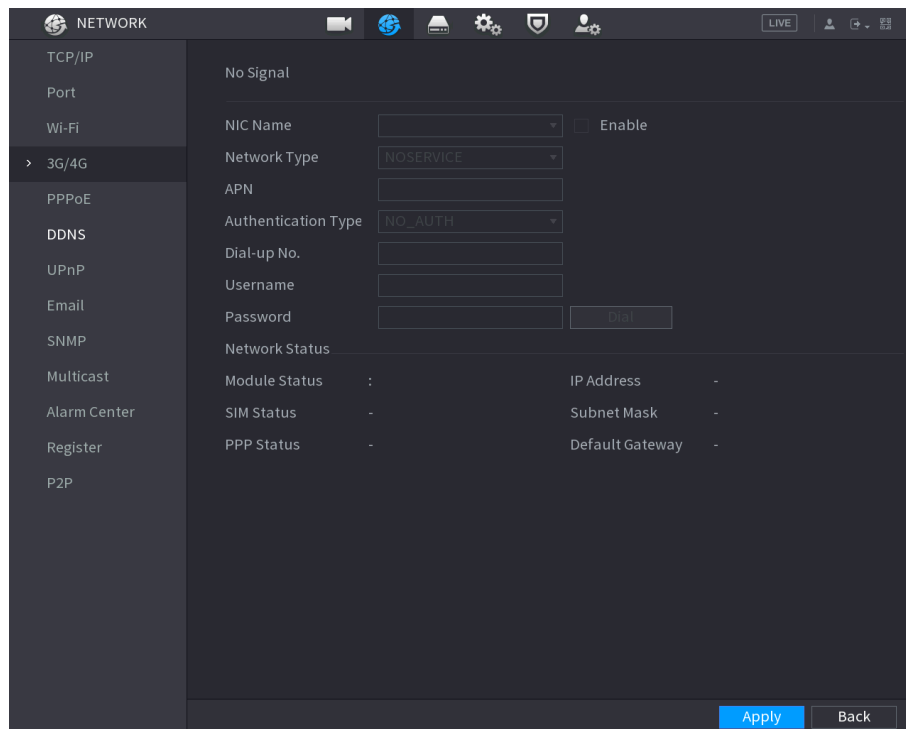 NETWORK
LIVE
TCP/IP
Port
Wi-Fi
3G/4G
PPPoE
DDNS
UPnP
Email
SNMP
Multicast
Alarm Center
Register
P2P
No Signal
NIC Name
Enable
Network Type NOSERVICE
APN
Authentication Type NO_AUTH
Dial-up No.
Username
Password Dial
Network Status
Module Status : IP Address -
SIM Status - Subnet Mask -
PPP Status - Default Gateway -
Apply Back